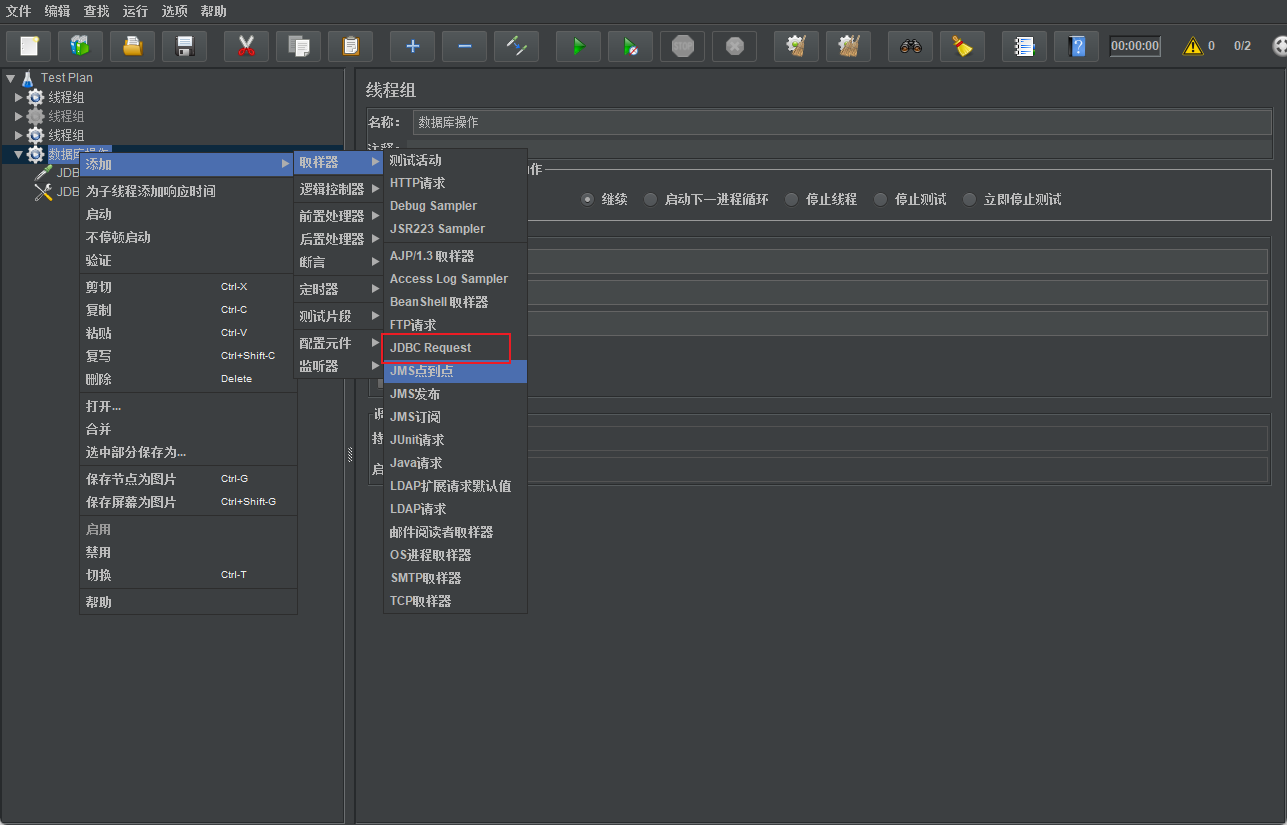 文件 编辑 查找 运行 选项 帮助
STOP
00:00:00 0 0/2
Test Plan
线程组
线程组
线程组
数据库操作
JDB
JDB
添加
为子线程添加响应时间
启动
不停顿启动
验证
剪切 Ctrl-X
复制 Ctrl-C
粘贴 Ctrl-V
复写 Ctrl+Shift-C
删除 Delete
打开...
合并
选中部分保存为...
保存节点为图片 Ctrl-G
保存屏幕为图片 Ctrl+Shift-G
启用
禁用
切换 Ctrl-T
帮助
取样器
逻辑控制器
前置处理器
后置处理器
断言
定时器
测试片段
配置元件
监听器
测试活动
HTTP请求
Debug Sampler
JSR223 Sampler
AJP/1.3 取样器
Access Log Sampler
BeanShell 取样器
FTP请求
JDBC Request
JMS点到点
JMS发布
JMS订阅
JUnit请求
Java请求
LDAP扩展请求默认值
LDAP请求
邮件阅读者取样器
OS进程取样器
SMTP取样器
TCP取样器
线程组
名称: 数据库操作
注释:
作
继续 启动下一进程循环 停止线程 停止测试 立即停止测试
调
持
启